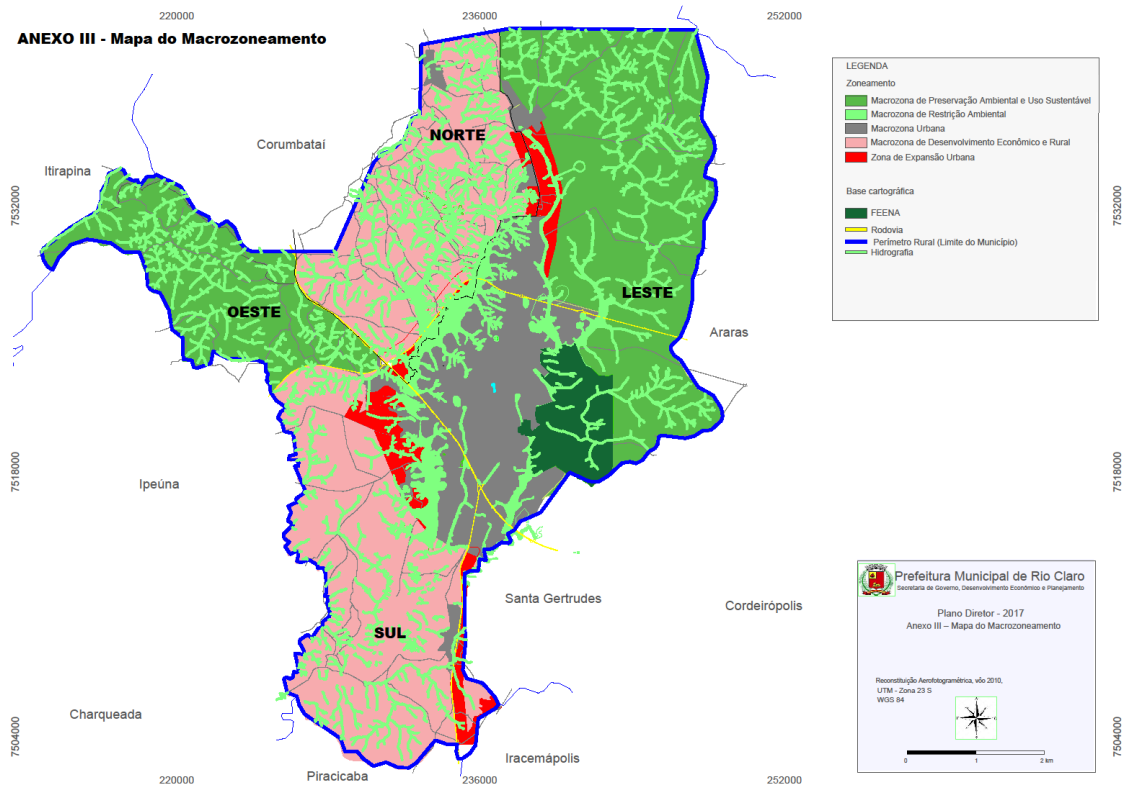 220000
236000
252000
ANEXO III - Mapa do Macrozoneamento
LEGENDA
Zoneamento
Macrozona de Preservação Ambiental e Uso Sustentável
Macrozona de Restrição Ambiental
Macrozona Urbana
Macrozona de Desenvolvimento Econômico e Rural
Zona de Expansão Urbana
Base cartográfica
FEENA
Rodovia
Perímetro Rural (Limite do Município)
Hidrografia
NORTE
Corumbataí
Itirapina
7532000
7532000
LESTE
OESTE
Araras
7518000
7518000
Ipeúna
Santa Gertrudes
Cordeirópolis
SUL
Charqueada
7504000
7504000
Iracemápolis
Piracicaba
220000
236000
252000
Prefeitura Municipal de Rio Claro
Secretaria de Governo, Desenvolvimento Econômico e Planejamento
Plano Diretor - 2017
Anexo III – Mapa do Macrozoneamento
Reconstituição Aerofotogramétrica, vôo 2010,
UTM - Zona 23 S
WGS 84
0 1 2 km